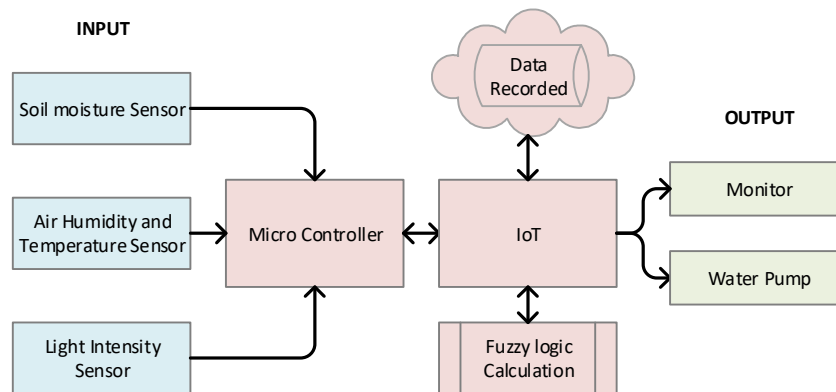 INPUT
Soil moisture Sensor
Air Humidity and
Temperature Sensor
Light Intensity
Sensor
Micro Controller
Data
Recorded
IoT
Fuzzy logic
Calculation
OUTPUT
Monitor
Water Pump